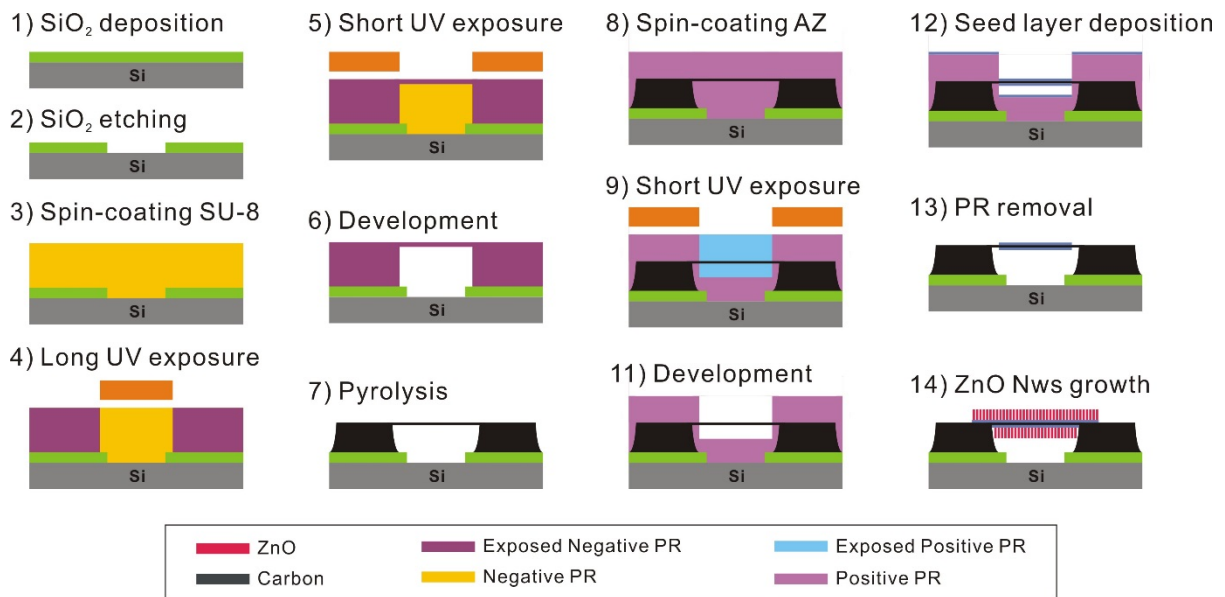 1) SiO₂ deposition
Si
2) SiO₂ etching
Si
3) Spin-coating SU-8
Si
4) Long UV exposure
Si
5) Short UV exposure
Si
6) Development
Si
7) Pyrolysis
Si
8) Spin-coating AZ
Si
9) Short UV exposure
Si
11) Development
Si
12) Seed layer deposition
Si
13) PR removal
Si
14) ZnO Nws growth
Si
ZnO
Exposed Negative PR
Exposed Positive PR
Carbon
Negative PR
Positive PR